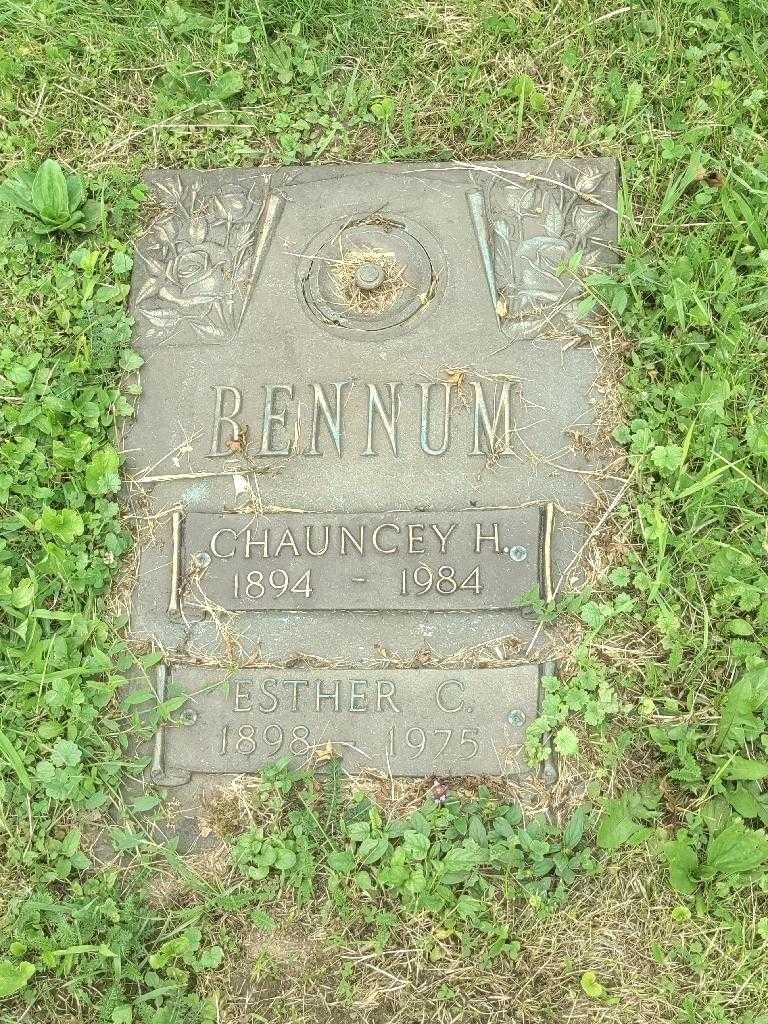 BENNUM
CHAUNCEY H.
1894 - 1984
ESTHER C.
1898 - 1975